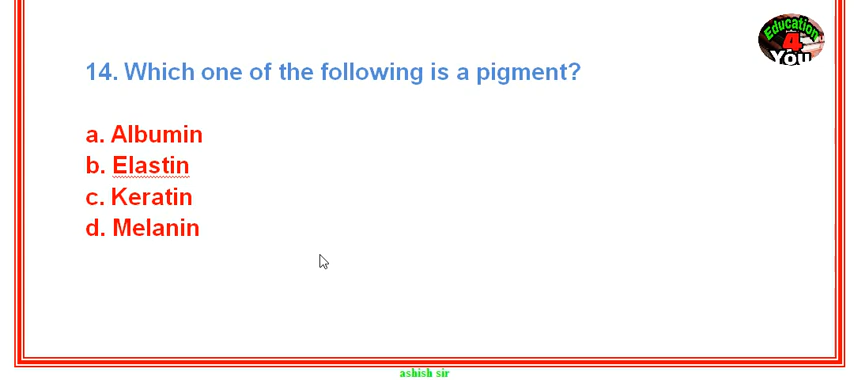 Education
4
You
14. Which one of the following is a pigment?
a. Albumin
b. Elastin
c. Keratin
d. Melanin
ashish sir